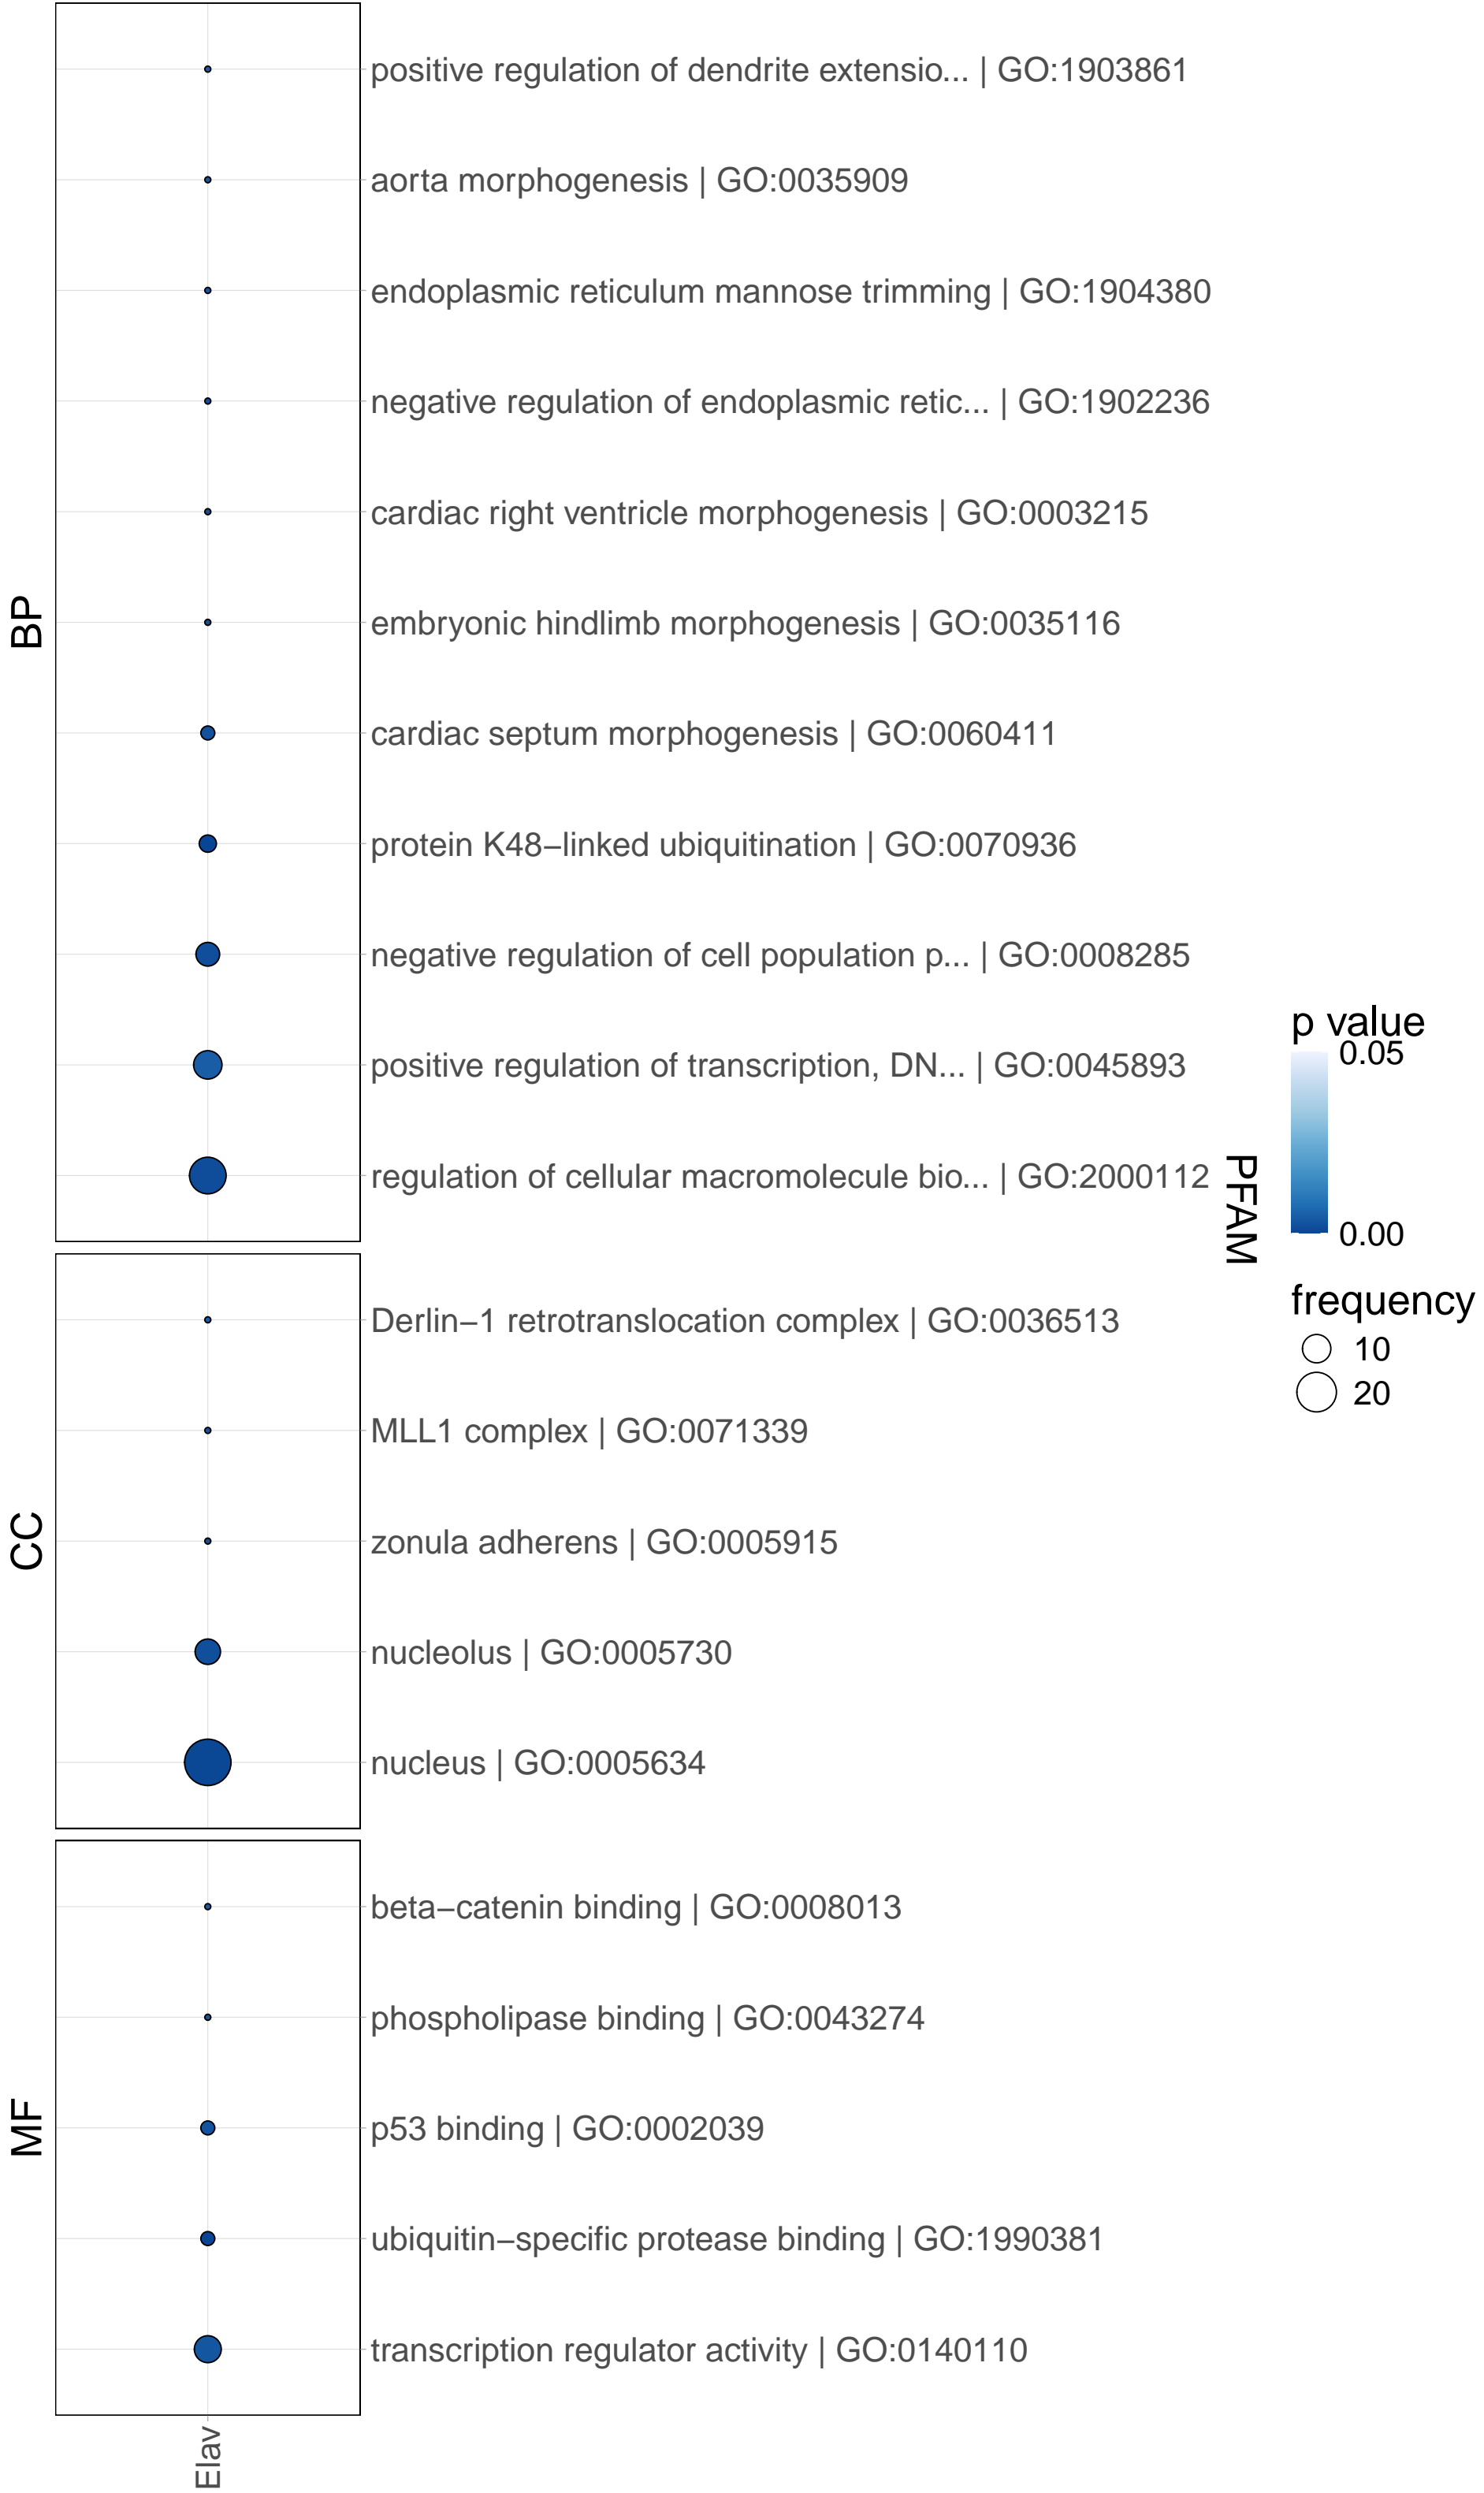 BP
positive regulation of dendrite extensio... | GO:1903861
aorta morphogenesis | GO:0035909
endoplasmic reticulum mannose trimming | GO:1904380
negative regulation of endoplasmic retic... | GO:1902236
cardiac right ventricle morphogenesis | GO:0003215
embryonic hindlimb morphogenesis | GO:0035116
cardiac septum morphogenesis | GO:0060411
protein K48−linked ubiquitination | GO:0070936
negative regulation of cell population p... | GO:0008285
positive regulation of transcription, DN... | GO:0045893
regulation of cellular macromolecule bio... | GO:2000112
CC
Derlin−1 retrotranslocation complex | GO:0036513
MLL1 complex | GO:0071339
zonula adherens | GO:0005915
nucleolus | GO:0005730
nucleus | GO:0005634
MF
beta−catenin binding | GO:0008013
phospholipase binding | GO:0043274
p53 binding | GO:0002039
ubiquitin−specific protease binding | GO:1990381
transcription regulator activity | GO:0140110
Elav
PFAM
p value
0.05
0.00
frequency
10
20